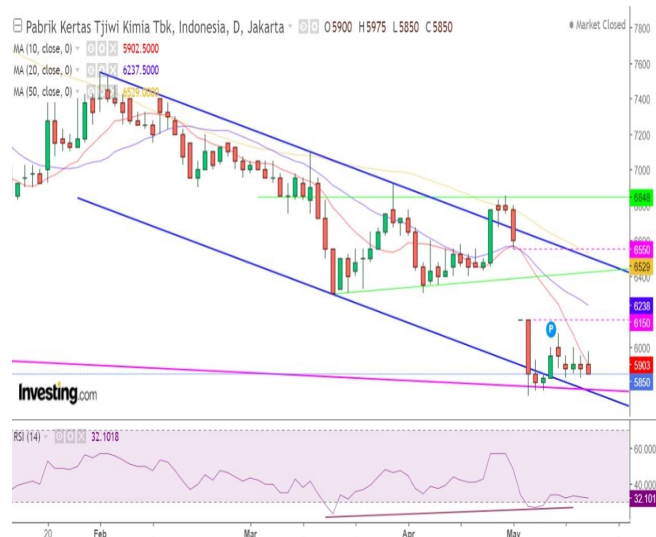 Pabrik Kertas Tjiwi Kimia Tbk, Indonesia, D, Jakarta O5900 H5975 L5850 C5850
Market Closed
MA (10, close, 0) 5902.5000
MA (20, close, 0) 6237.5000
MA (50, close, 0) 6529.0000
7800
7600
7400
7200
7000
6848
6550
6529
6400
6238
6150
6000
5903
5850
P
Investing.com
RSI (14) 32.1018
60.000
40.000
32.101
20 Feb Mar Apr May